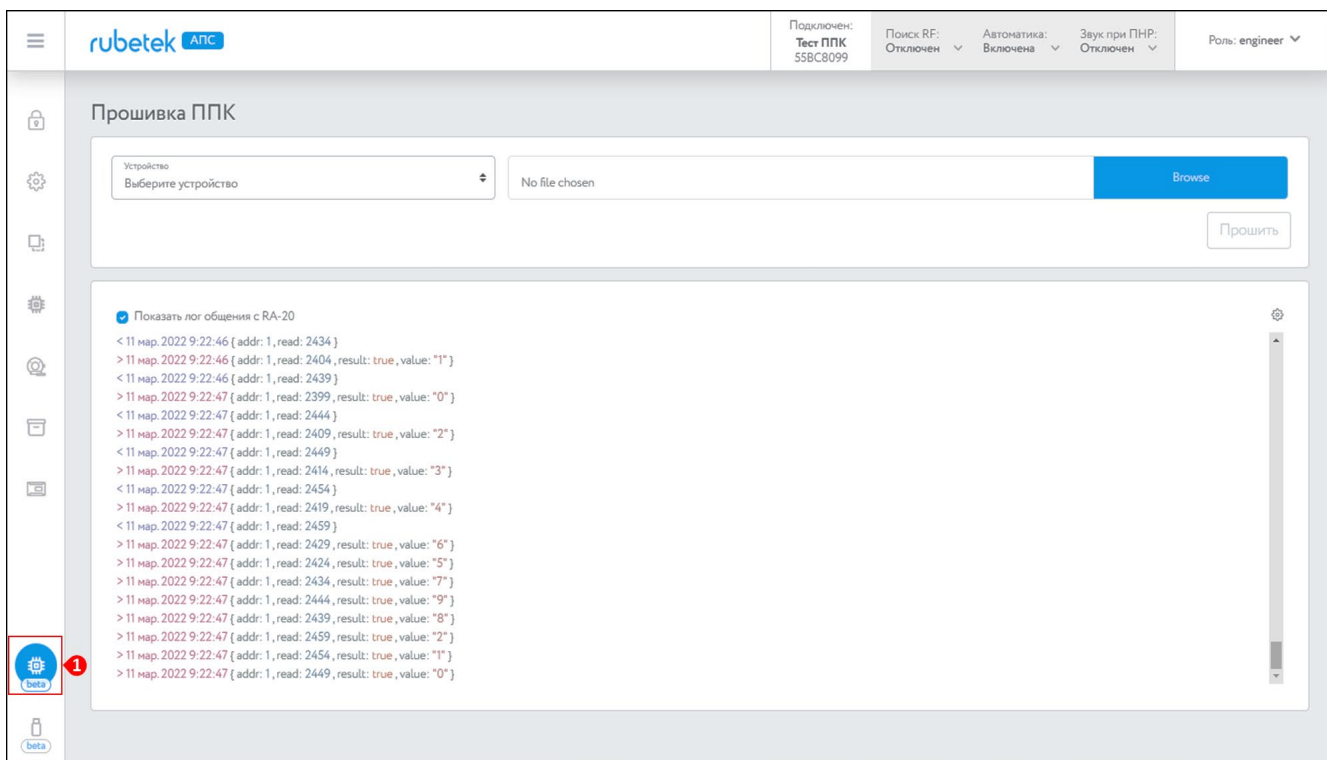 rubetek АПС
Подключен:
Тест ППК
55BC8099
Поиск RF:
Отключен
Автоматика:
Включена
Звук при ПНР:
Отключен
Роль: engineer
Прошивка ППК
Устройство
Выберите устройство
No file chosen
Browse
Прошить
Показать лог общения с RA-20
< 11 мар. 2022 9:22:46 { addr: 1 , read: 2434 }
> 11 мар. 2022 9:22:46 { addr: 1 , read: 2404 , result: true , value: "1" }
< 11 мар. 2022 9:22:46 { addr: 1 , read: 2439 }
> 11 мар. 2022 9:22:47 { addr: 1 , read: 2399 , result: true , value: "0" }
< 11 мар. 2022 9:22:47 { addr: 1 , read: 2444 }
> 11 мар. 2022 9:22:47 { addr: 1 , read: 2409 , result: true , value: "2" }
< 11 мар. 2022 9:22:47 { addr: 1 , read: 2449 }
> 11 мар. 2022 9:22:47 { addr: 1 , read: 2414 , result: true , value: "3" }
< 11 мар. 2022 9:22:47 { addr: 1 , read: 2454 }
> 11 мар. 2022 9:22:47 { addr: 1 , read: 2419 , result: true , value: "4" }
< 11 мар. 2022 9:22:47 { addr: 1 , read: 2459 }
> 11 мар. 2022 9:22:47 { addr: 1 , read: 2429 , result: true , value: "6" }
> 11 мар. 2022 9:22:47 { addr: 1 , read: 2424 , result: true , value: "5" }
> 11 мар. 2022 9:22:47 { addr: 1 , read: 2434 , result: true , value: "7" }
> 11 мар. 2022 9:22:47 { addr: 1 , read: 2444 , result: true , value: "9" }
> 11 мар. 2022 9:22:47 { addr: 1 , read: 2439 , result: true , value: "8" }
> 11 мар. 2022 9:22:47 { addr: 1 , read: 2459 , result: true , value: "2" }
> 11 мар. 2022 9:22:47 { addr: 1 , read: 2454 , result: true , value: "1" }
> 11 мар. 2022 9:22:47 { addr: 1 , read: 2449 , result: true , value: "0" }
1
beta
beta